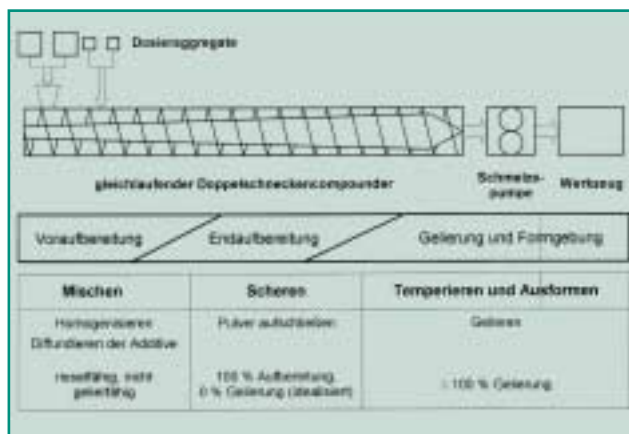 Dosieraggregate
gleichlaufender Doppelschneckencompounder
Schmelze-
pumpe
Werkzeug
Voraufbereitung
Endaufbereitung
Gelierung und Formgebung
Mischen
Scheren
Temperieren und Ausformen
Homogenisieren
Diffundieren der Additive
Pulver aufschließen
Gelieren
rieselfähig, nicht
gelierfähig
100 % Aufbereitung,
0 % Gelierung (idealisiert)
100 % Gelierung